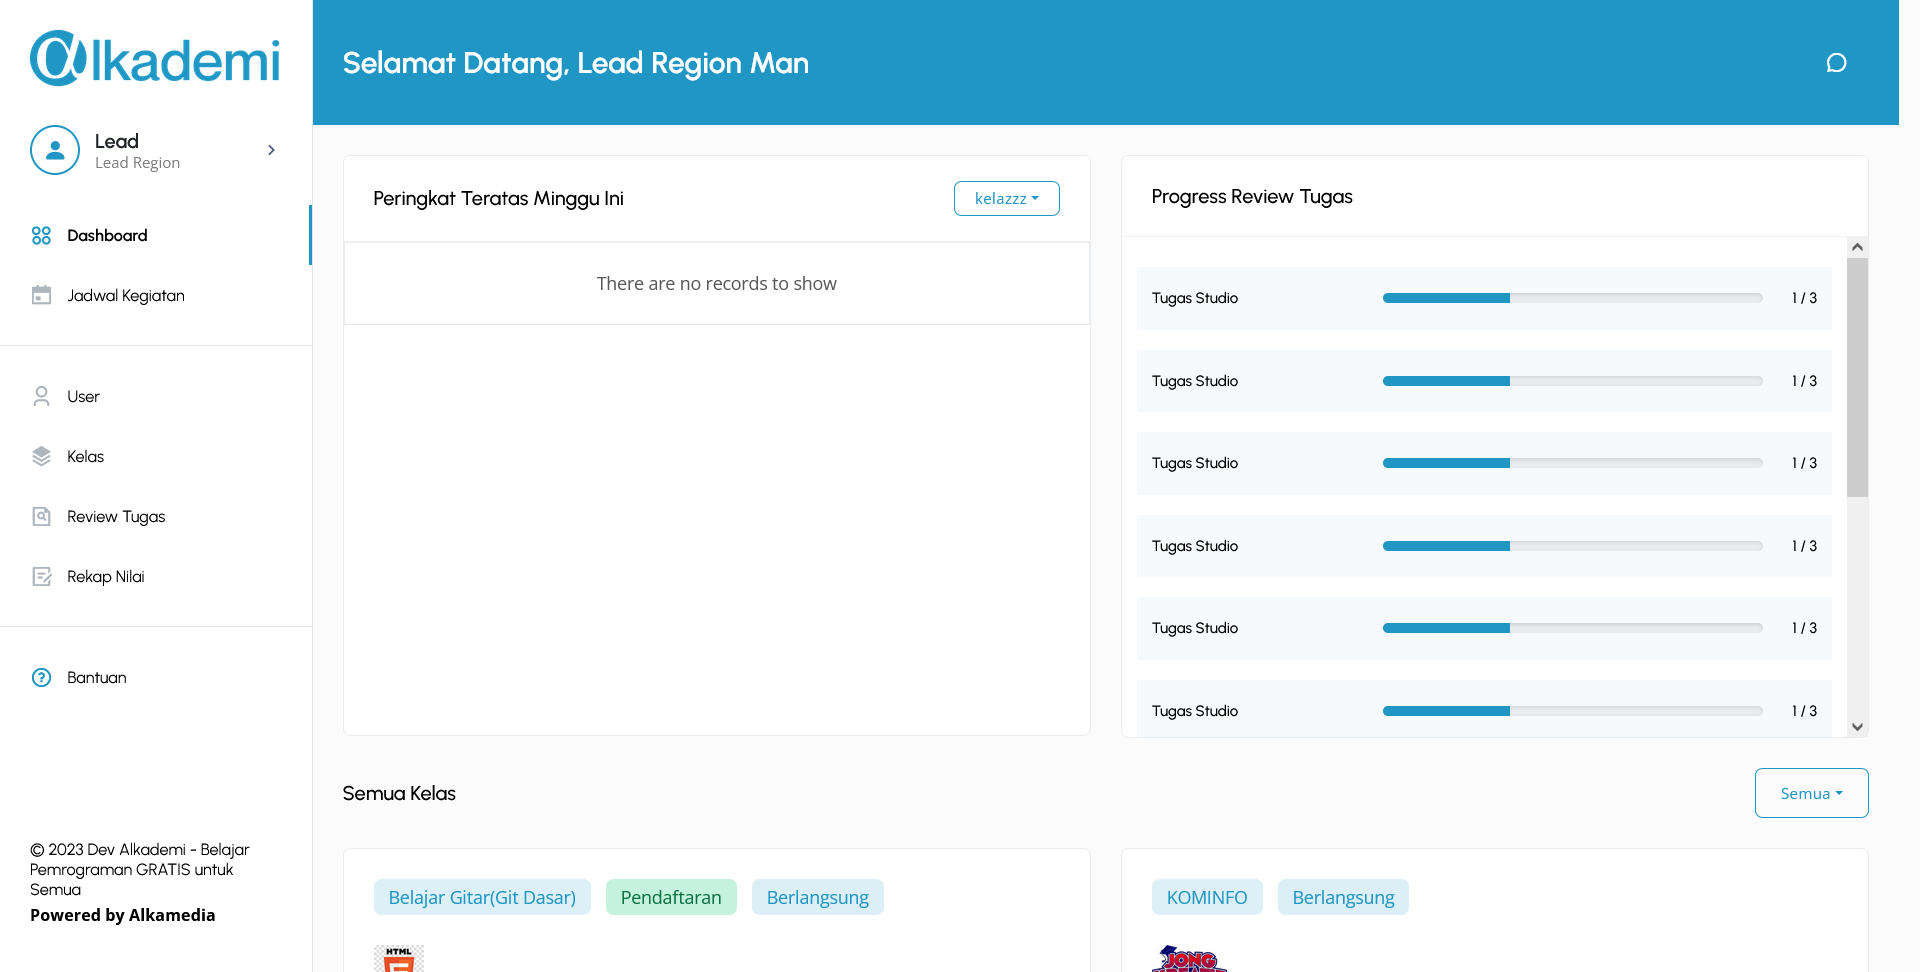 @lkademi
Lead
Lead Region
Dashboard
Jadwal Kegiatan
User
Kelas
Review Tugas
Rekap Nilai
Bantuan
© 2023 Dev Alkademi - Belajar
Pemrograman GRATIS untuk
Semua
Powered by Alkamedia
Selamat Datang, Lead Region Man
Peringkat Teratas Minggu Ini
kelazzz
There are no records to show
Progress Review Tugas
Tugas Studio 1 / 3
Tugas Studio 1 / 3
Tugas Studio 1 / 3
Tugas Studio 1 / 3
Tugas Studio 1 / 3
Tugas Studio 1 / 3
Semua Kelas
Semua
Belajar Gitar(Git Dasar) Pendaftaran Berlangsung
HTML
KOMINFO Berlangsung
JONG